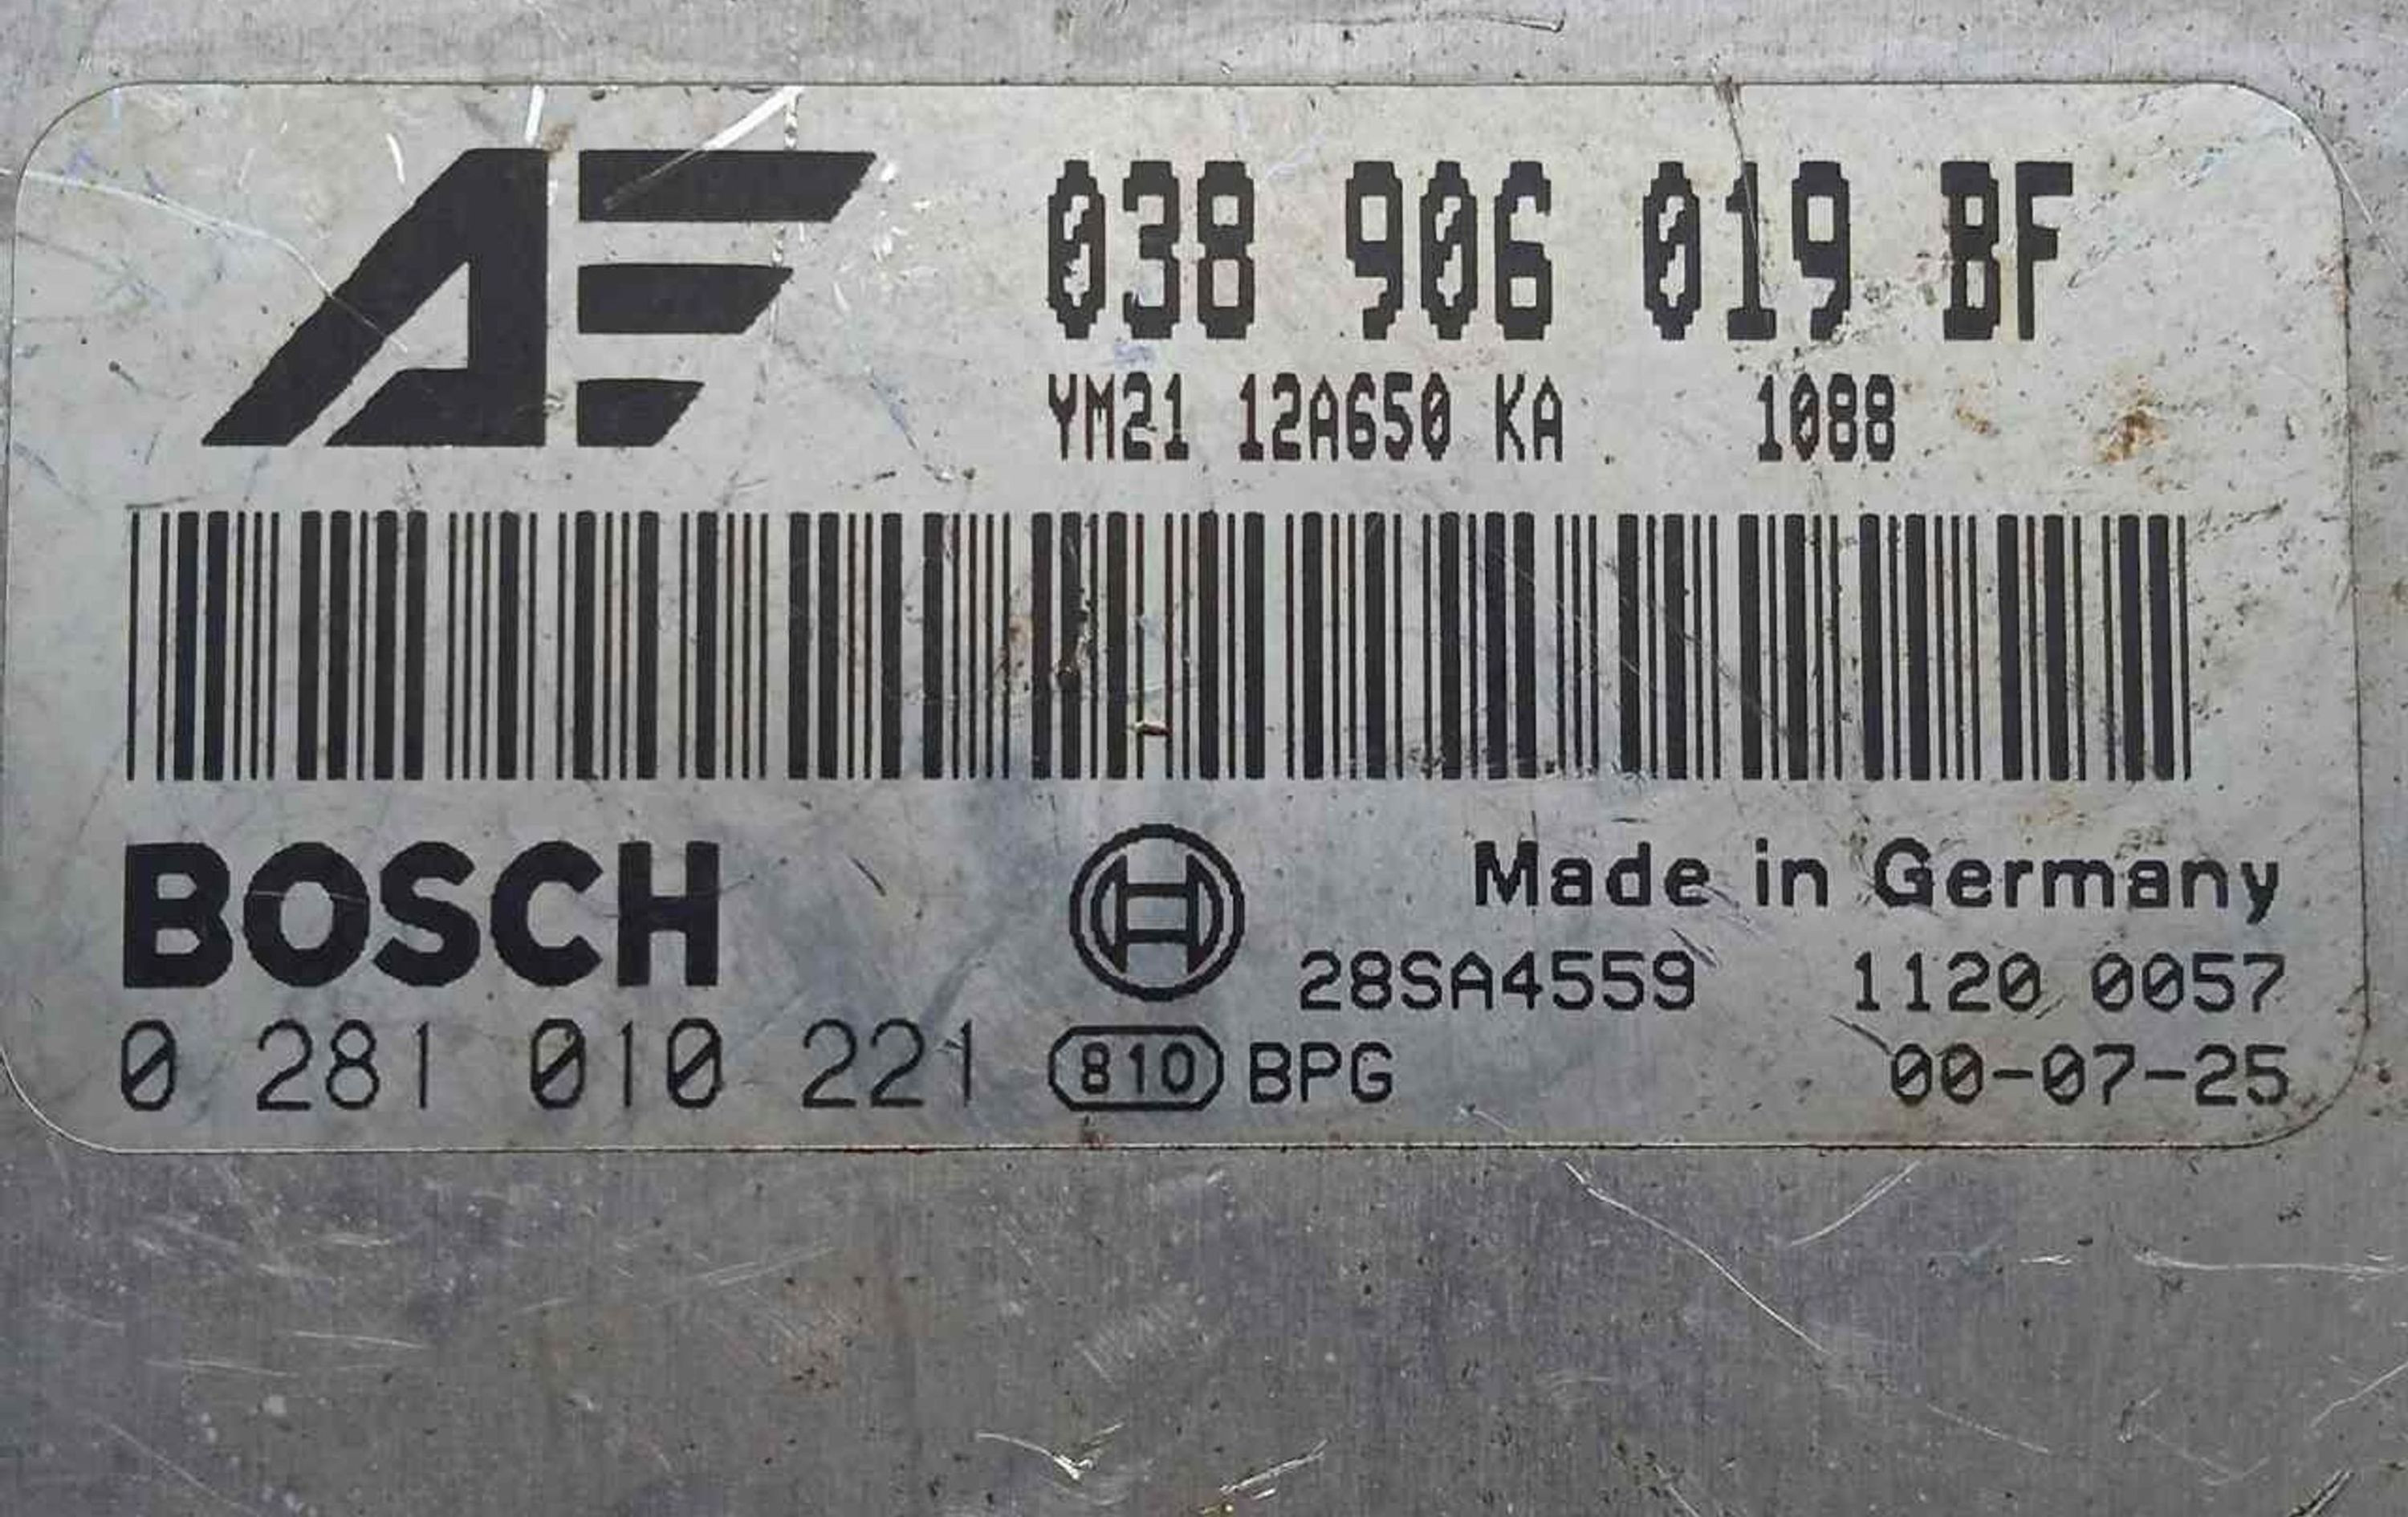 AE 038 906 019 BF
YM21 12A650 KA 1088
BOSCH Made in Germany
28SA4559 1120 0057
0 281 010 221 810 BPG 00-07-25